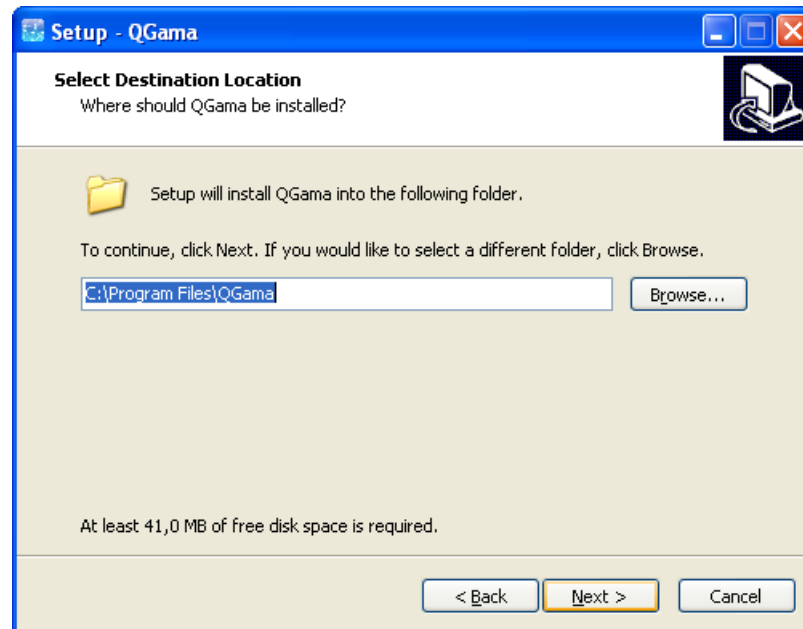 Setup - QGama
Select Destination Location
Where should QGama be installed?
Setup will install QGama into the following folder.
To continue, click Next. If you would like to select a different folder, click Browse.
C:\Program Files\QGama
Browse...
At least 41,0 MB of free disk space is required.
< Back
Next >
Cancel